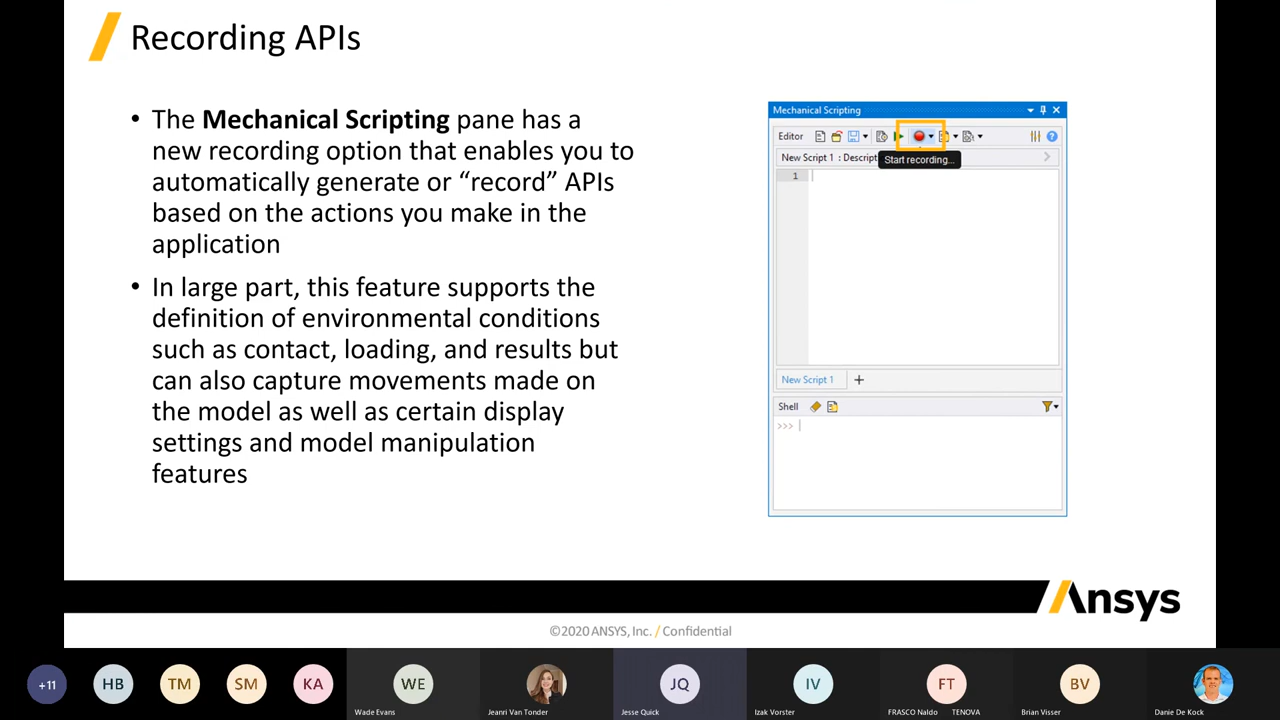 Recording APIs
• The Mechanical Scripting pane has a
new recording option that enables you to
automatically generate or “record” APIs
based on the actions you make in the
application
• In large part, this feature supports the
definition of environmental conditions
such as contact, loading, and results but
can also capture movements made on
the model as well as certain display
settings and model manipulation
features
Mechanical Scripting
Editor
New Script 1 : Descript
Start recording...
1
New Script 1 +
Shell
>>>
Ansys
©2020 ANSYS, Inc. / Confidential
+11 HB TM SM KA WE JQ IV FT BV
Wade Evans Jeanri Van Tonder Jesse Quick Izak Vorster FRASCO Naldo TENOVA Brian Visser Danie De Kock